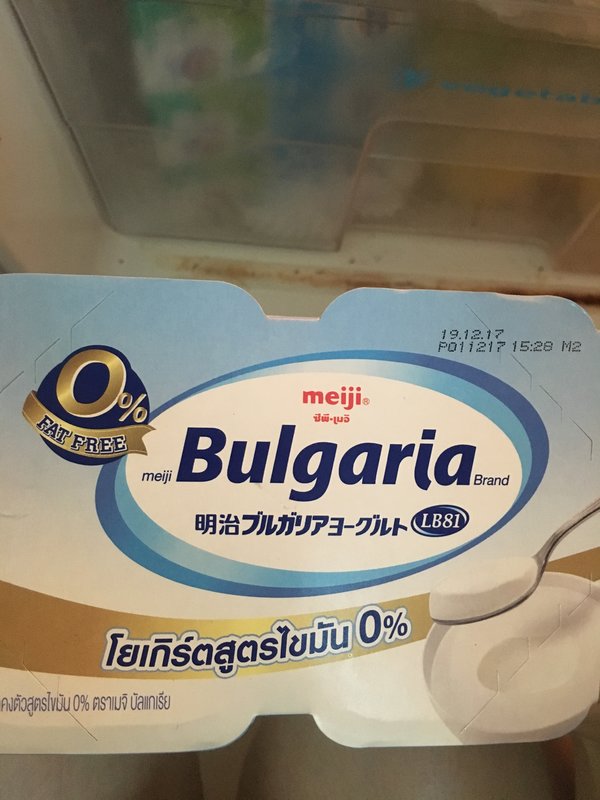 vegetab
19.12.17
P011217 15:28 M2
0%
FAT FREE
meiji®
ซีพี-เมจิ
meiji Bulgaria Brand
明治ブルガリアヨーグルト LB81
โยเกิร์ตสูตรไขมัน 0%
คงตัวสูตรไขมัน 0% ตราเมจิ บัลแกเรีย